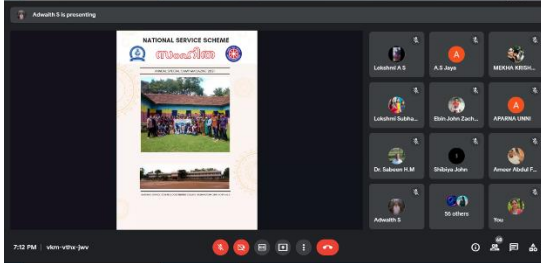 Adwaith S is presenting
NATIONAL SERVICE SCHEME
Lekshmi A S
A.S Jaya
MEKHA KRISH...
Lekshmi Subha...
Ebin John Zach...
APARNA UNNI
Dr. Sabeen H.M
Shibiya John
Ameer Abdul F...
Adwaith S
56 others
You
7:12 PM | vkm-vthx-jwv